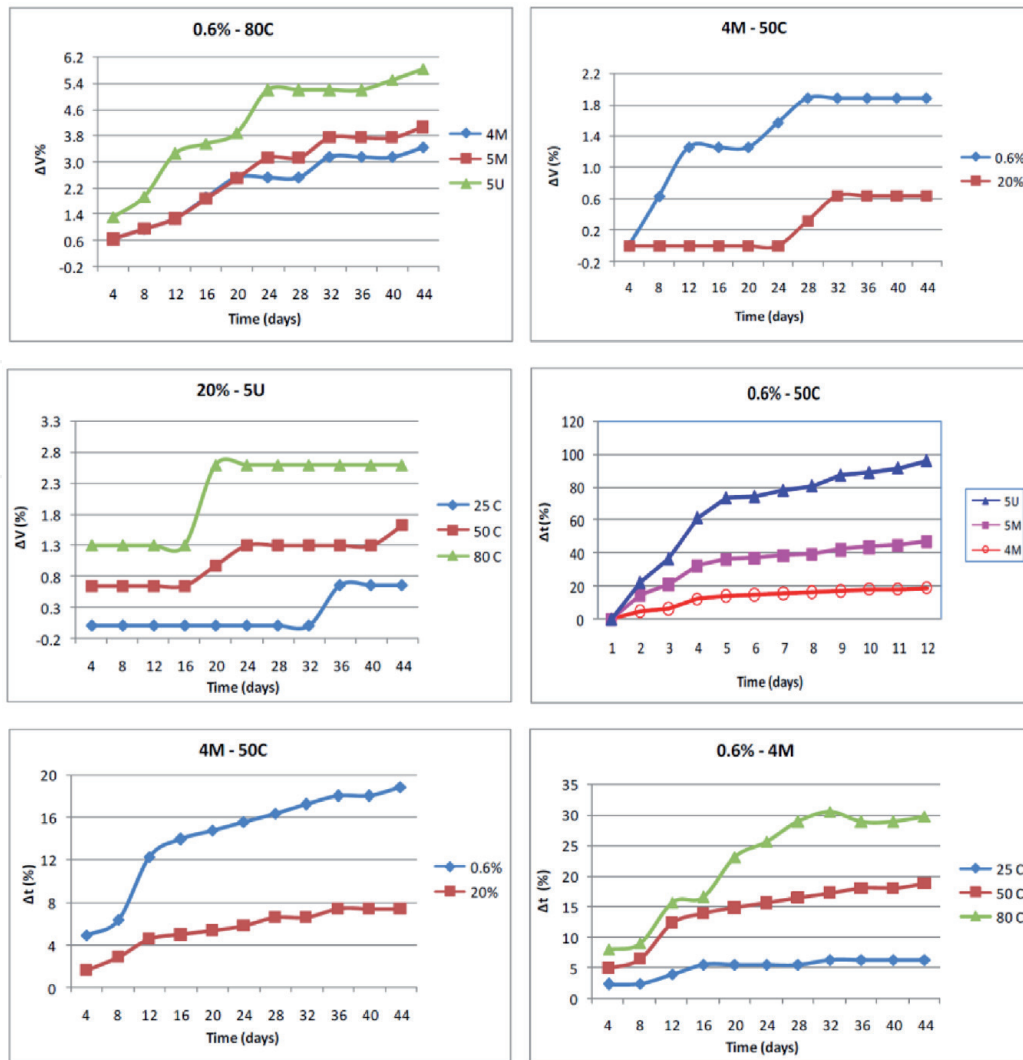 0.6% - 80C
6.2
5.4
4.6
3.8
3.0
2.2
1.4
0.6
-0.2
ΔV%
4 8 12 16 20 24 28 32 36 40 44
Time (days)
4M
5M
5U
4M - 50C
2.2
1.8
1.4
1.0
0.6
0.2
-0.2
ΔV (%)
4 8 12 16 20 24 28 32 36 40 44
Time (days)
0.6%
20%
20% - 5U
3.3
2.8
2.3
1.8
1.3
0.8
0.3
-0.2
ΔV (%)
4 8 12 16 20 24 28 32 36 40 44
Time (days)
25 C
50 C
80 C
0.6% - 50C
120
100
80
60
40
20
0
Δt(%)
1 2 3 4 5 6 7 8 9 10 11 12
Time (days)
5U
5M
4M
4M - 50C
20
16
12
8
4
0
Δt (%)
4 8 12 16 20 24 28 32 36 40 44
Time (days)
0.6%
20%
0.6% - 4M
35
30
25
20
15
10
5
0
Δt (%)
4 8 12 16 20 24 28 32 36 40 44
Time (days)
25 C
50 C
80 C